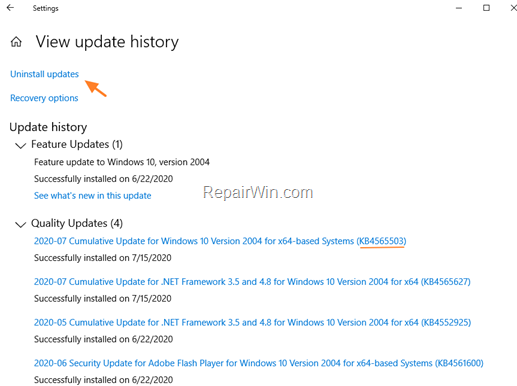 Settings
View update history
Uninstall updates
Recovery options
Update history
Feature Updates (1)
Feature update to Windows 10, version 2004
Successfully installed on 6/22/2020
See what's new in this update
RepairWin.com
Quality Updates (4)
2020-07 Cumulative Update for Windows 10 Version 2004 for x64-based Systems (KB4565503)
Successfully installed on 7/15/2020
2020-07 Cumulative Update for .NET Framework 3.5 and 4.8 for Windows 10 Version 2004 for x64 (KB4565627)
Successfully installed on 7/15/2020
2020-05 Cumulative Update for .NET Framework 3.5 and 4.8 for Windows 10 Version 2004 for x64 (KB4552925)
Successfully installed on 6/22/2020
2020-06 Security Update for Adobe Flash Player for Windows 10 Version 2004 for x64-based Systems (KB4561600)
Successfully installed on 6/22/2020